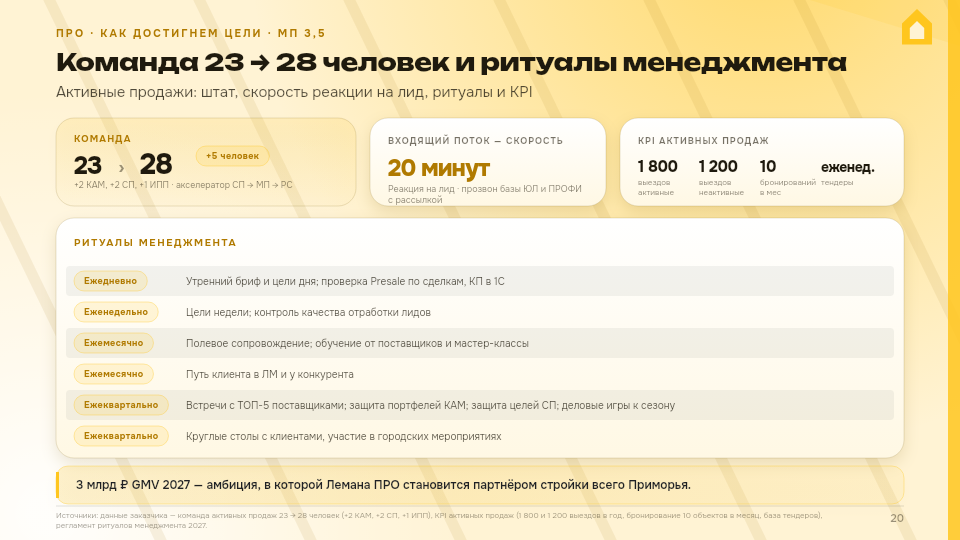 ПРО · КАК ДОСТИГНЕМ ЦЕЛИ · МП 3,5
Команда 23 → 28 человек и ритуалы менеджмента
Активные продажи: штат, скорость реакции на лид, ритуалы и KPI
КОМАНДА
23 › 28
+5 человек
+2 КАМ, +2 СП, +1 ИПП · акселератор СП → МП → РС
ВХОДЯЩИЙ ПОТОК — СКОРОСТЬ
20 минут
Реакция на лид · прозвон базы ЮЛ и ПРОФИ
с рассылкой
KPI АКТИВНЫХ ПРОДАЖ
1 800 1 200 10 еженед.
выездов выездов бронирований тендеры
активные неактивные в мес
РИТУАЛЫ МЕНЕДЖМЕНТА
Ежедневно Утренний бриф и цели дня; проверка Presale по сделкам, КП в 1С
Еженедельно Цели недели; контроль качества отработки лидов
Ежемесячно Полевое сопровождение; обучение от поставщиков и мастер-классы
Ежемесячно Путь клиента в ЛМ и у конкурента
Ежеквартально Встречи с ТОП-5 поставщиками; защита портфелей КАМ; защита целей СП; деловые игры к сезону
Ежеквартально Круглые столы с клиентами, участие в городских мероприятиях
3 млрд ₽ GMV 2027 — амбиция, в которой Лемана ПРО становится партнёром стройки всего Приморья.
Источники: данные заказчика — команда активных продаж 23 → 28 человек (+2 КАМ, +2 СП, +1 ИПП), KPI активных продаж (1 800 и 1 200 выездов в год, бронирование 10 объектов в месяц, база тендеров),
регламент ритуалов менеджмента 2027.
20